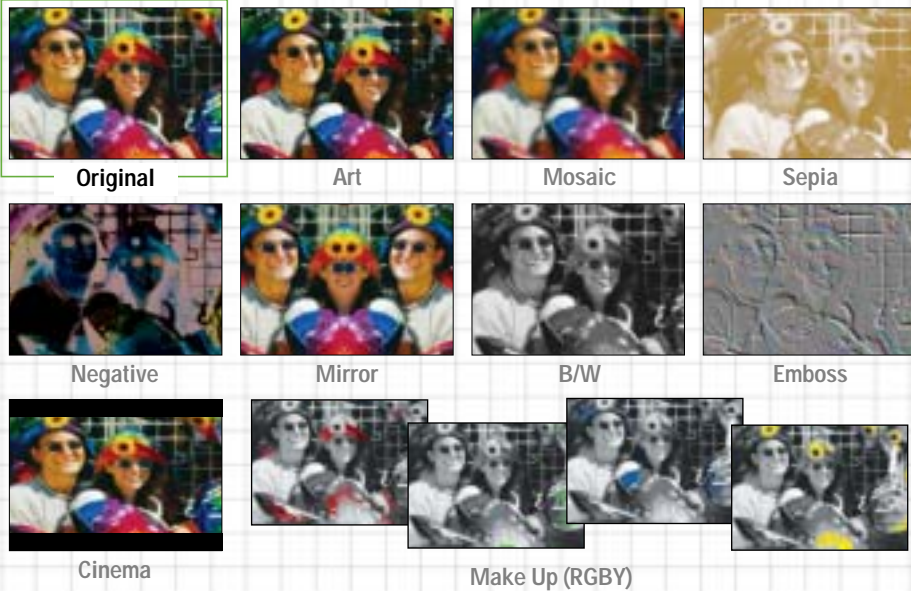 Original
Art
Mosaic
Sepia
Negative
Mirror
B/W
Emboss
Cinema
Make Up (RGBY)